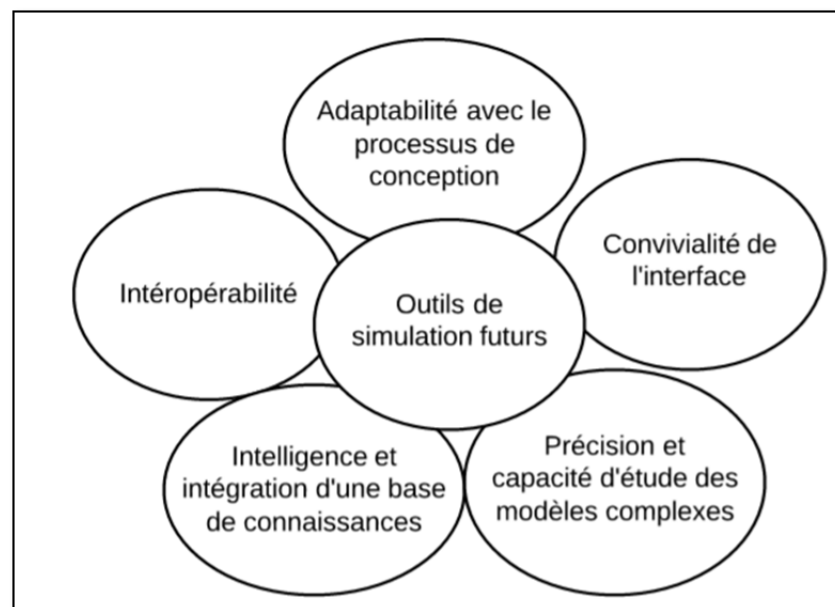 Adaptabilité avec le
processus de
conception
Convivialité de
l'interface
Intéropérabilité
Outils de
simulation futurs
Intelligence et
intégration d'une base
de connaissances
Précision et
capacité d'étude des
modèles complexes